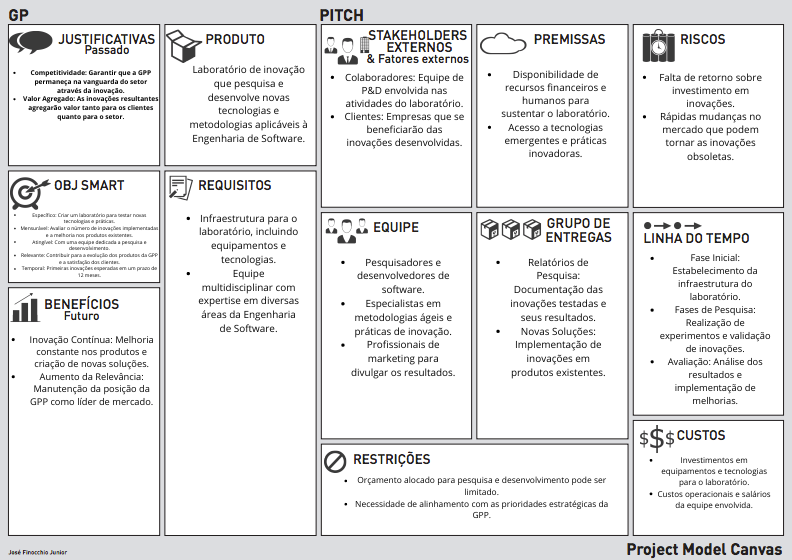 GP
PITCH
JUSTIFICATIVAS
Passado
Competitividade: Garantir que a GPP
permaneça na vanguarda do setor
através da inovação.
Valor Agregado: As inovações resultantes
agregarão valor tanto para os clientes
quanto para o setor.
PRODUTO
Laboratório de inovação
que pesquisa e
desenvolve novas
tecnologias e
metodologias aplicáveis à
Engenharia de Software.
STAKEHOLDERS
EXTERNOS
& Fatores externos
Colaboradores: Equipe de
P&D envolvida nas
atividades do laboratório.
Clientes: Empresas que se
beneficiarão das
inovações desenvolvidas.
PREMISSAS
Disponibilidade de
recursos financeiros e
humanos para
sustentar o laboratório.
Acesso a tecnologias
emergentes e práticas
inovadoras.
RISCOS
Falta de retorno sobre
investimento em
inovações.
Rápidas mudanças no
mercado que podem
tornar as inovações
obsoletas.
OBJ SMART
Específico: Criar um laboratório para testar novas
tecnologias e práticas.
Mensurável: Avaliar o número de inovações implementadas
e a melhoria nos produtos existentes.
Atingível: Com uma equipe dedicada a pesquisa e
desenvolvimento.
Relevante: Contribuir para a evolução dos produtos da GPP
e a satisfação dos clientes.
Temporal: Primeiras inovações esperadas em um prazo de
12 meses.
REQUISITOS
Infraestrutura para o
laboratório, incluindo
equipamentos e
tecnologias.
Equipe
multidisciplinar com
expertise em diversas
áreas da Engenharia
de Software.
EQUIPE
Pesquisadores e
desenvolvedores de
software.
Especialistas em
metodologias ágeis e
práticas de inovação.
Profissionais de
marketing para
divulgar os resultados.
GRUPO DE
ENTREGAS
Relatórios de
Pesquisa:
Documentação das
inovações testadas e
seus resultados.
Novas Soluções:
Implementação de
inovações em
produtos existentes.
LINHA DO TEMPO
Fase Inicial:
Estabelecimento da
infraestrutura do
laboratório.
Fases de Pesquisa:
Realização de
experimentos e validação
de inovações.
Avaliação: Análise dos
resultados e
implementação de
melhorias.
BENEFÍCIOS
Futuro
Inovação Contínua: Melhoria
constante nos produtos e
criação de novas soluções.
Aumento da Relevância:
Manutenção da posição da
GPP como líder de mercado.
RESTRIÇÕES
Orçamento alocado para pesquisa e desenvolvimento pode ser
limitado.
Necessidade de alinhamento com as prioridades estratégicas da
GPP.
$$$ CUSTOS
Investimentos em
equipamentos e tecnologias
para o laboratório.
Custos operacionais e salários
da equipe envolvida.
José Finocchio Junior
Project Model Canvas